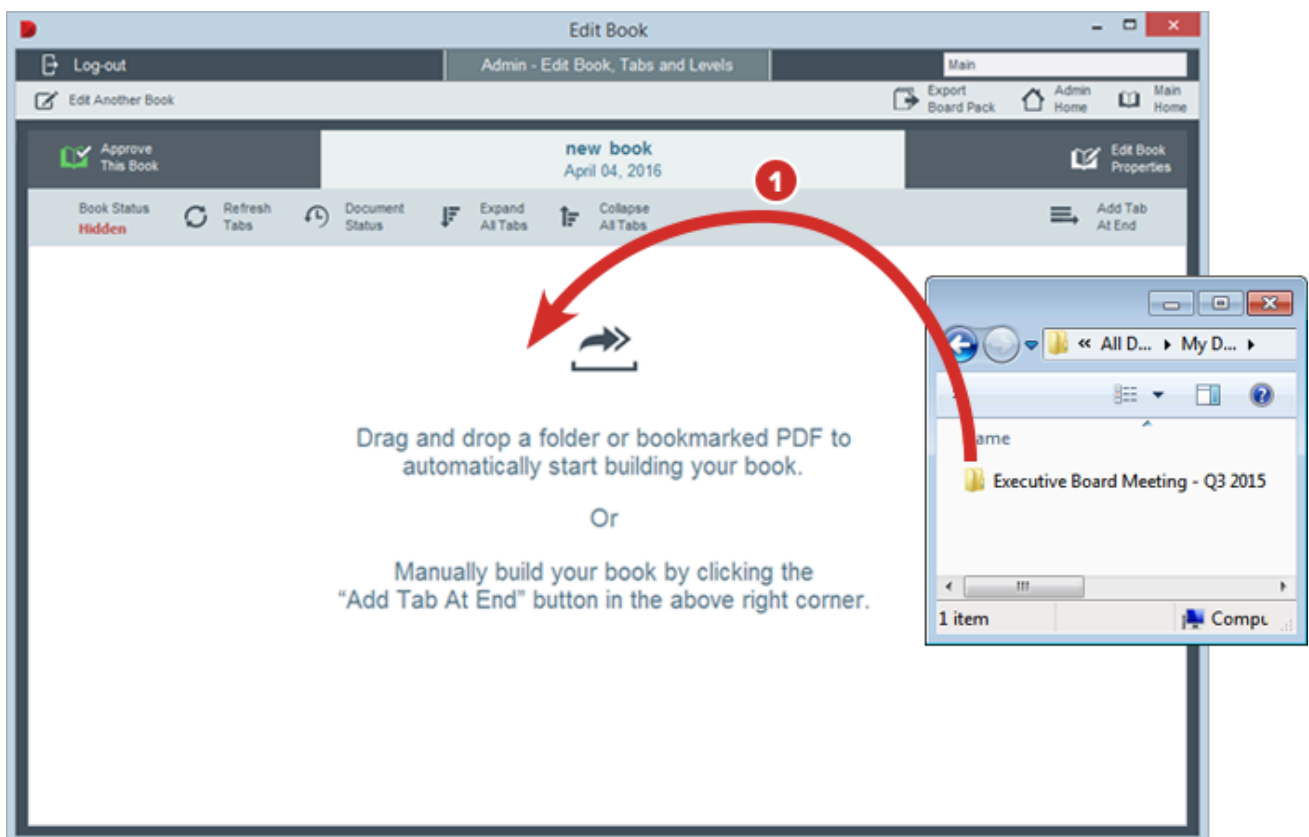 Edit Book
Log-out
Admin - Edit Book, Tabs and Levels
Main
Edit Another Book
Export
Board Pack
Admin
Home
Main
Home
Approve
This Book
new book
April 04, 2016
Edit Book
Properties
1
Book Status
Hidden
Refresh
Tabs
Document
Status
Expand
All Tabs
Collapse
All Tabs
Add Tab
At End
« All D... ▸ My D... ▸
ame
Executive Board Meeting - Q3 2015
1 item
Compu
Drag and drop a folder or bookmarked PDF to
automatically start building your book.
Or
Manually build your book by clicking the
“Add Tab At End” button in the above right corner.